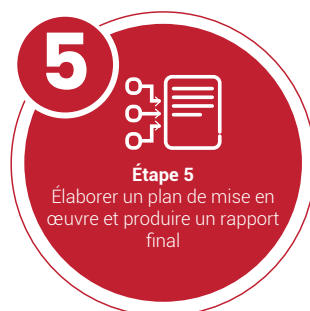 5
Étape 5
Élaborer un plan de mise en
œuvre et produire un rapport
final